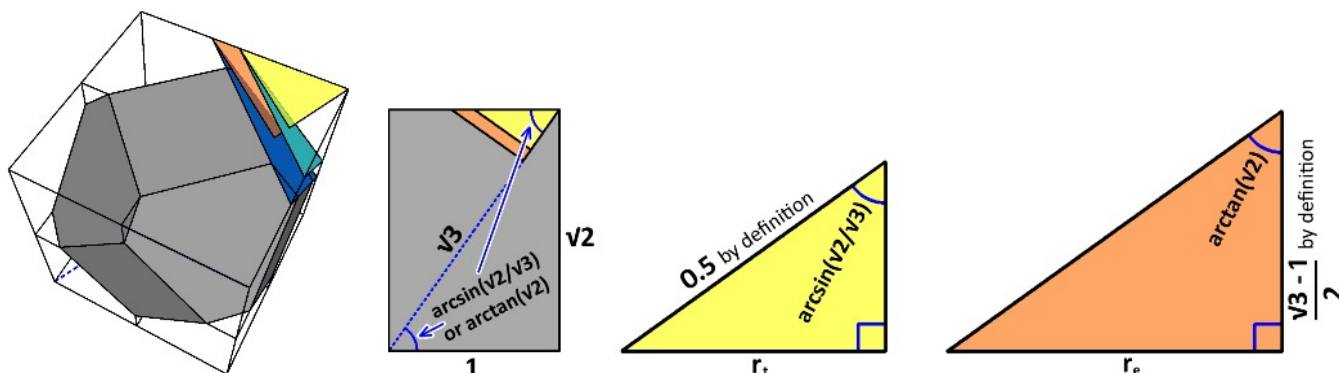 √3
√2
arcsin(√2/√3)
or arctan(√2)
1
0.5 by definition
arcsin(√2/√3)
rₜ
arctan(√2)
√3 - 1
2
by definition
rₑ